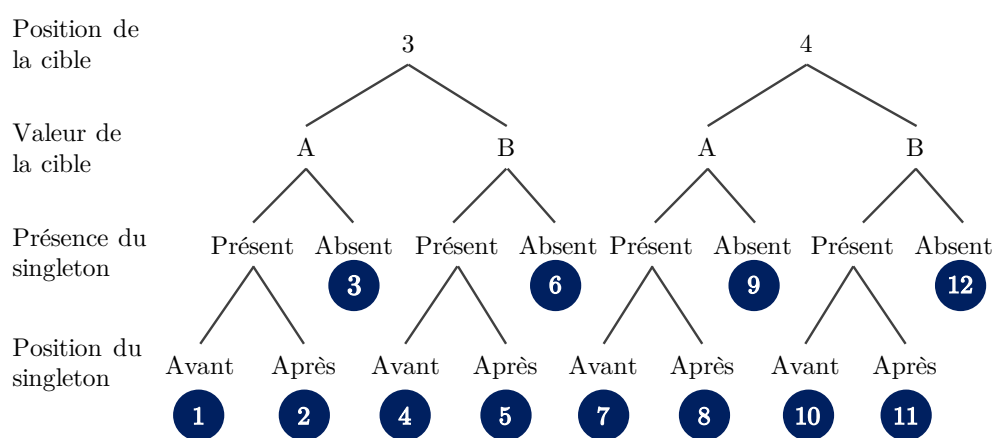 Position de
la cible
3 4
Valeur de
la cible
A B A B
Présence du
singleton
Présent Absent Présent Absent Présent Absent Présent Absent
3 6 9 12
Position du
singleton
Avant Après Avant Après Avant Après Avant Après
1 2 4 5 7 8 10 11